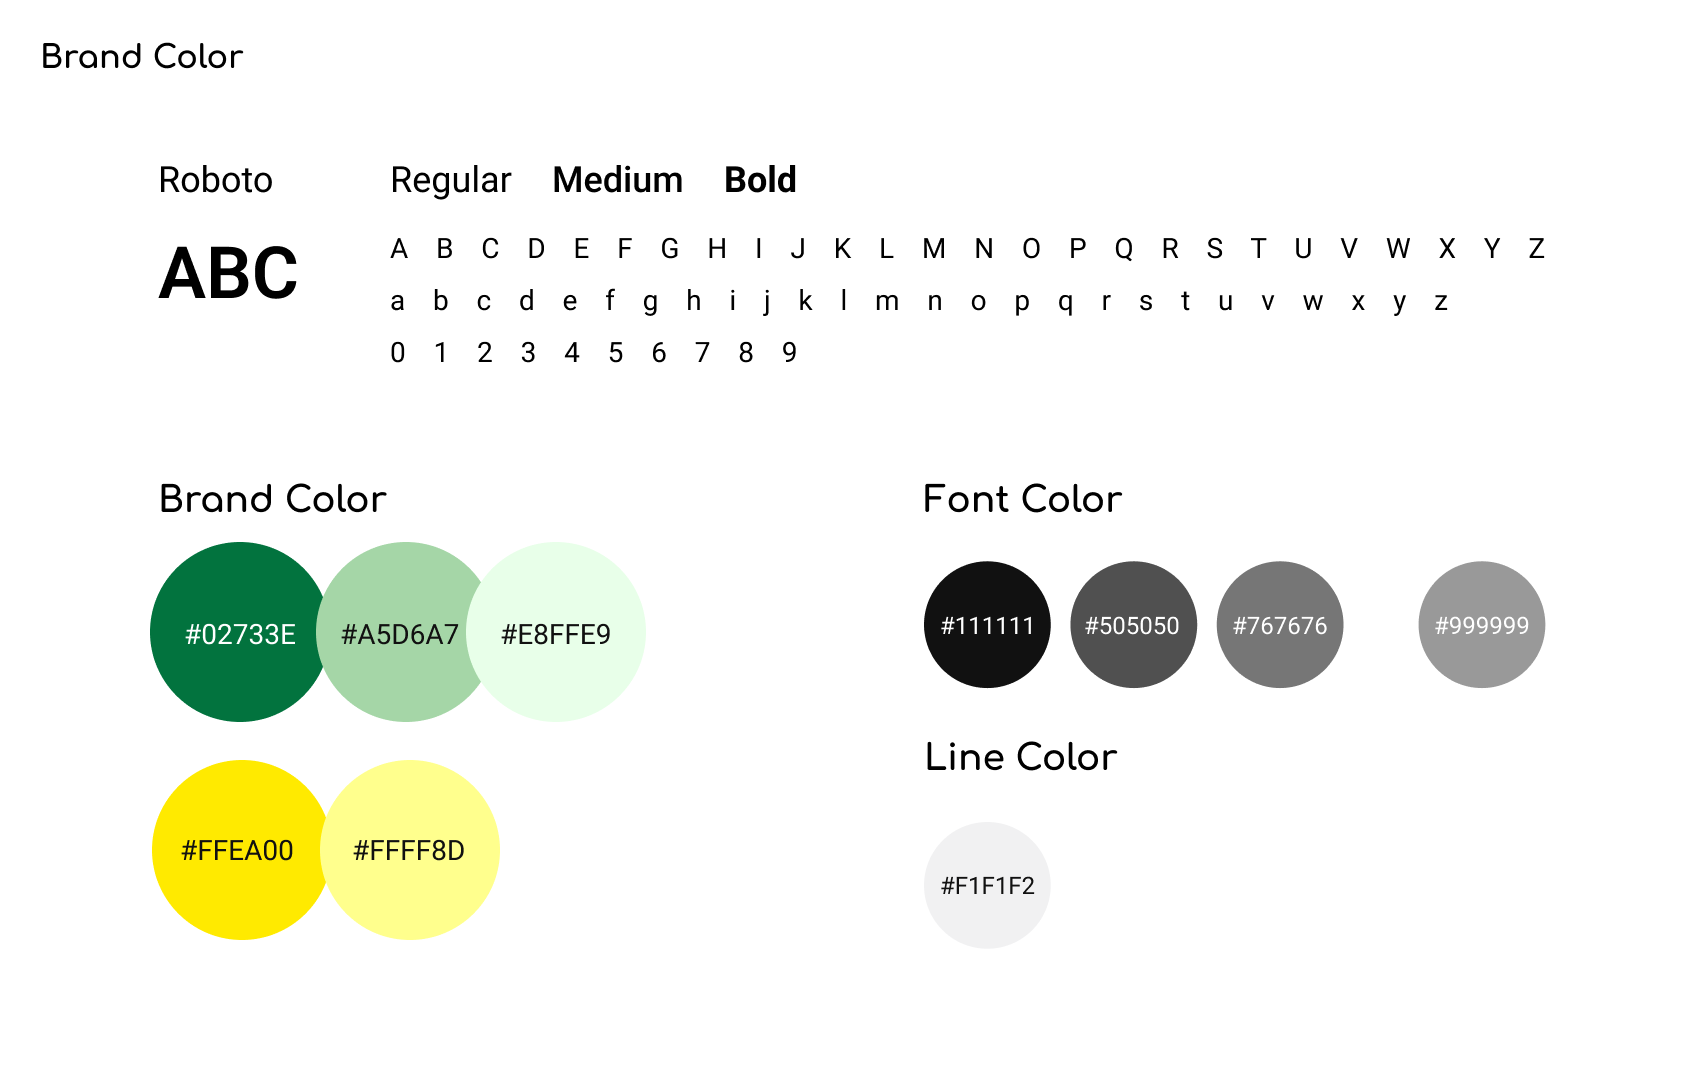 Brand Color
Roboto
Regular Medium Bold
ABC
A B C D E F G H I J K L M N O P Q R S T U V W X Y Z
a b c d e f g h i j k l m n o p q r s t u v w x y z
0 1 2 3 4 5 6 7 8 9
Brand Color
#02733E #A5D6A7 #E8FFE9
#FFEA00 #FFFF8D
Font Color
#111111 #505050 #767676 #999999
Line Color
#F1F1F2